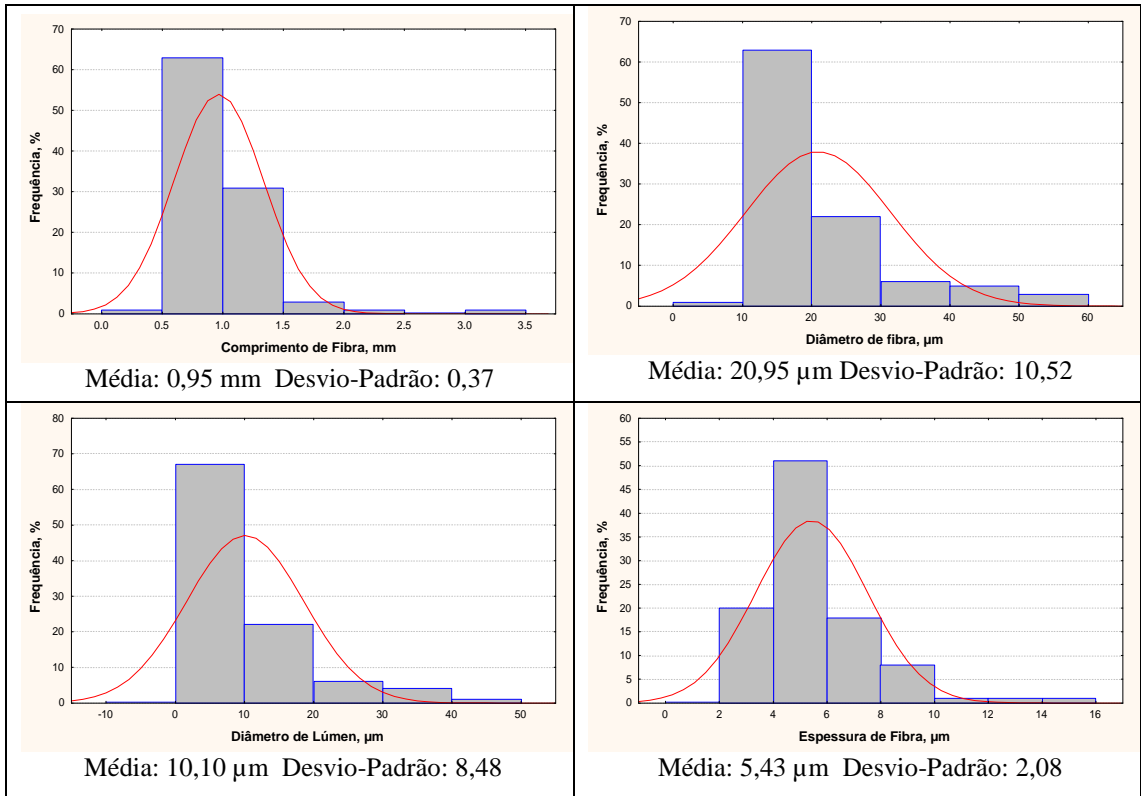 70
60
50
40
30
20
10
0
Frequência, %
0.0 0.5 1.0 1.5 2.0 2.5 3.0 3.5
Comprimento de Fibra, mm
Média: 0,95 mm Desvio-Padrão: 0,37
70
60
50
40
30
20
10
0
Frequência, %
0 10 20 30 40 50 60
Diâmetro de fibra, µm
Média: 20,95 µm Desvio-Padrão: 10,52
80
70
60
50
40
30
20
10
0
Frequência, %
-10 0 10 20 30 40 50
Diâmetro de Lúmen, µm
Média: 10,10 µm Desvio-Padrão: 8,48
60
55
50
45
40
35
30
25
20
15
10
5
0
Frequência, %
0 2 4 6 8 10 12 14 16
Espessura de Fibra, µm
Média: 5,43 µm Desvio-Padrão: 2,08